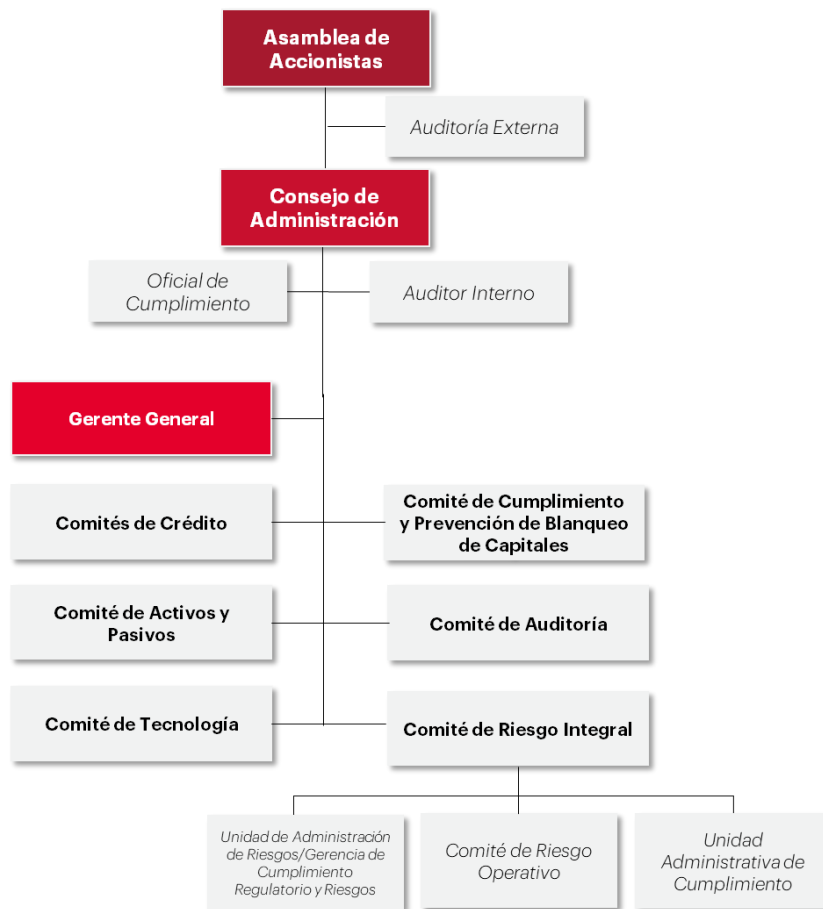 Asamblea de
Accionistas
Auditoría Externa
Consejo de
Administración
Oficial de
Cumplimiento
Auditor Interno
Gerente General
Comités de Crédito
Comité de Cumplimiento
y Prevención de Blanqueo
de Capitales
Comité de Activos y
Pasivos
Comité de Auditoría
Comité de Tecnología
Comité de Riesgo Integral
Unidad de Administración
de Riesgos/Gerencia de
Cumplimiento
Regulatorio y Riesgos
Comité de Riesgo
Operativo
Unidad
Administrativa de
Cumplimiento